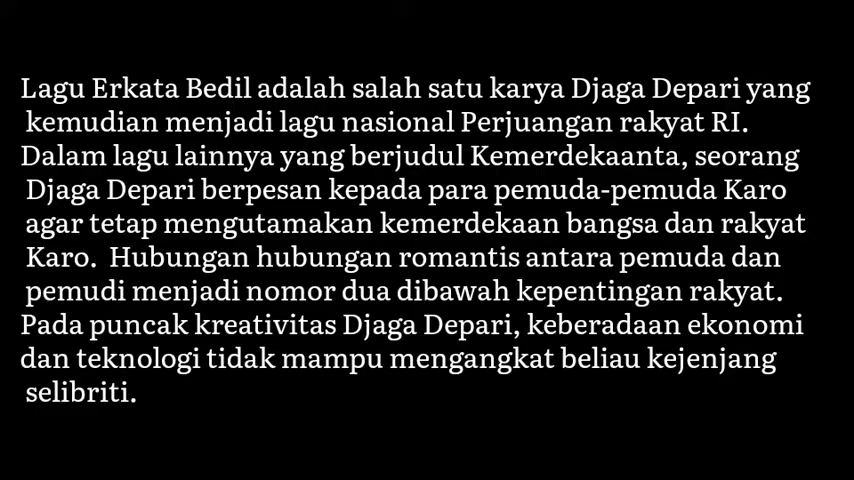 Lagu Erkata Bedil adalah salah satu karya Djaga Depari yang
kemudian menjadi lagu nasional Perjuangan rakyat RI.
Dalam lagu lainnya yang berjudul Kemerdekaanta, seorang
Djaga Depari berpesan kepada para pemuda-pemuda Karo
agar tetap mengutamakan kemerdekaan bangsa dan rakyat
Karo.  Hubungan hubungan romantis antara pemuda dan
pemudi menjadi nomor dua dibawah kepentingan rakyat.
Pada puncak kreativitas Djaga Depari, keberadaan ekonomi
dan teknologi tidak mampu mengangkat beliau kejenjang
selibriti.